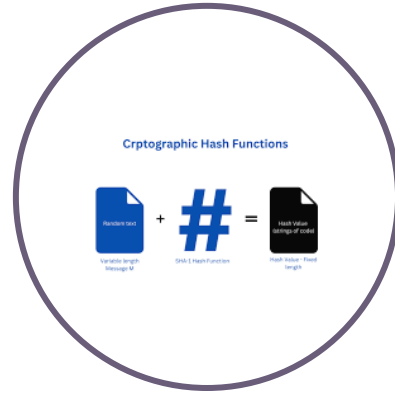 Crptographic Hash Functions
Random text
+
#
=
Hash Value
(strings of code)
Variable length
Message M
SHA-1 Hash Function
Hash Value - Fixed
length